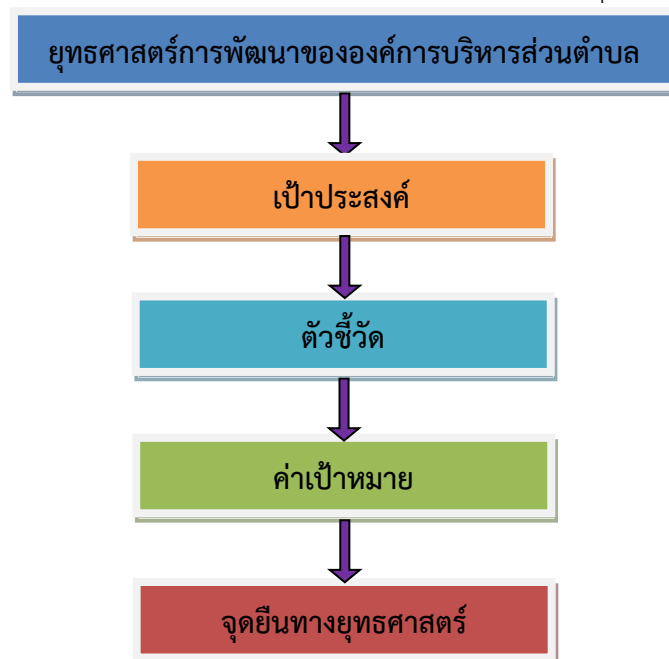 ยุทธศาสตร์การพัฒนาขององค์การบริหารส่วนตำบล
เป้าประสงค์
ตัวชี้วัด
ค่าเป้าหมาย
จุดยืนทางยุทธศาสตร์